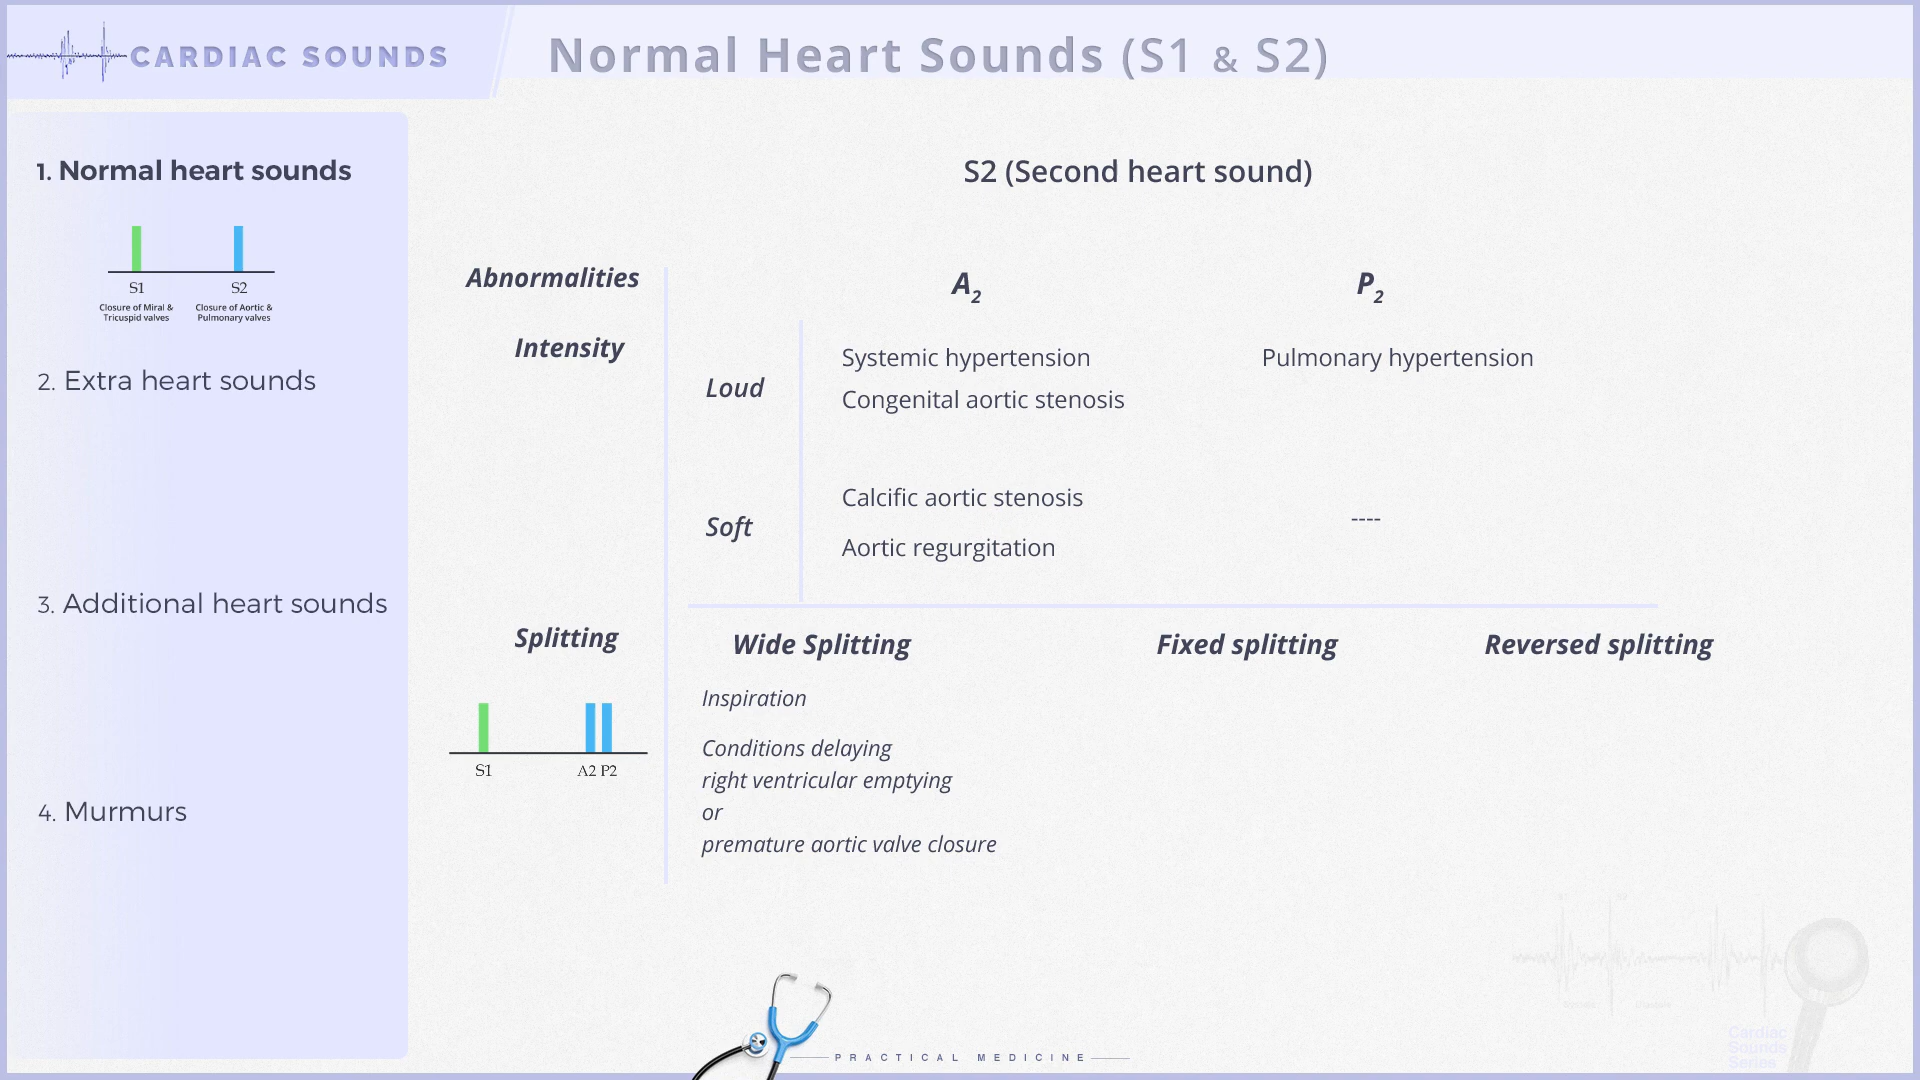 CARDIAC SOUNDS
Normal Heart Sounds (S1 & S2)
1. Normal heart sounds
S1 S2
Closure of Miral & Closure of Aortic &
Tricuspid valves Pulmonary valves
2. Extra heart sounds
3. Additional heart sounds
4. Murmurs
S2 (Second heart sound)
Abnormalities A2 P2
Intensity
Loud
Systemic hypertension Pulmonary hypertension
Congenital aortic stenosis
Soft
Calcific aortic stenosis
----
Aortic regurgitation
Splitting
Wide Splitting Fixed splitting Reversed splitting
Inspiration
Conditions delaying
right ventricular emptying
or
premature aortic valve closure
S1 A2 P2
PRACTICAL MEDICINE
Cardiac
Sounds
Series